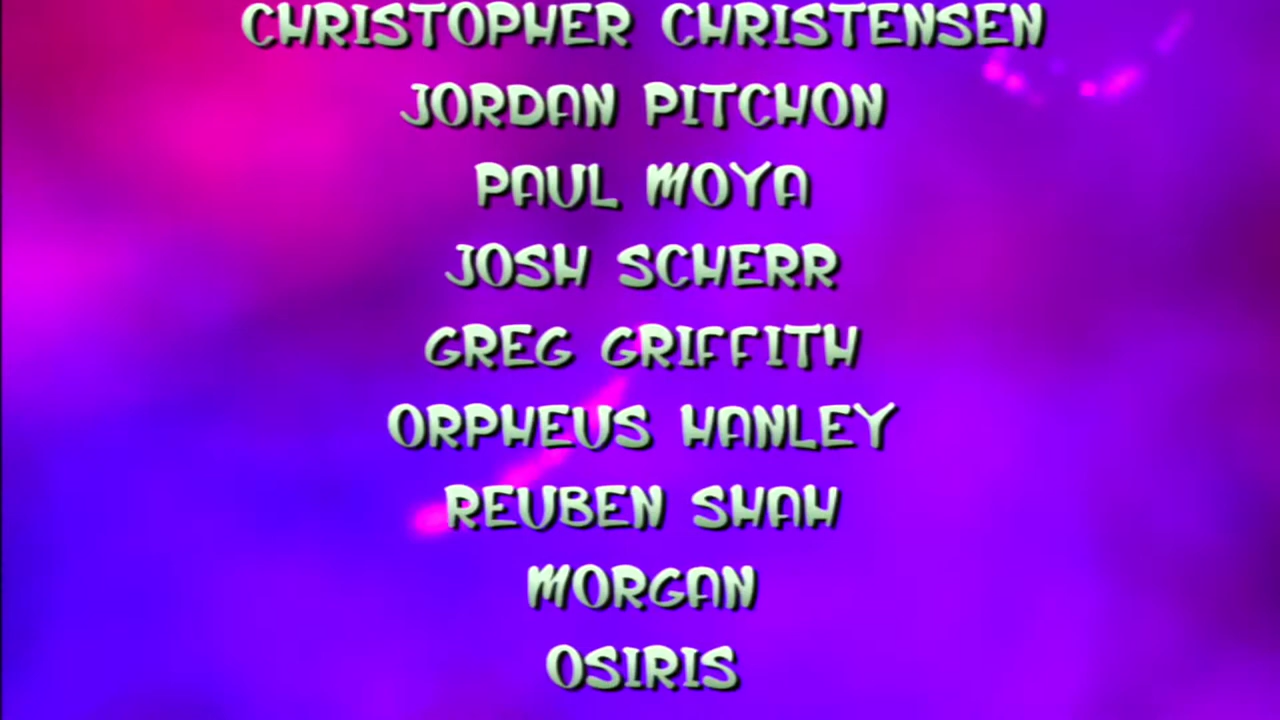 CHRISTOPHER CHRISTENSEN
JORDAN PITCHON
PAUL MOYA
JOSH SCHERR
GREG GRIFFITH
ORPHEUS HANLEY
REUBEN SHAH
MORGAN
OSIRIS